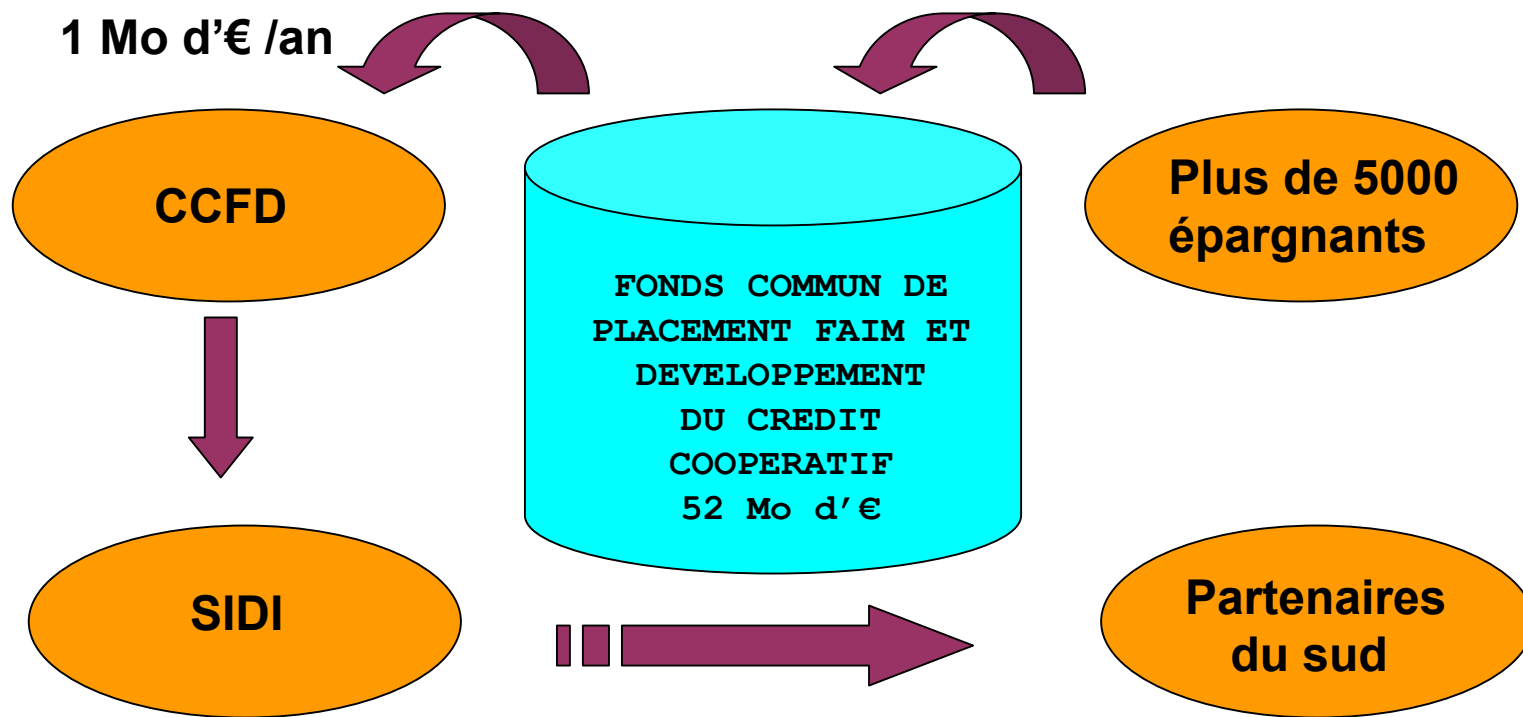 1 Mo d'€ /an
CCFD
Plus de 5000
épargnants
FONDS COMMUN DE
PLACEMENT FAIM ET
DEVELOPPEMENT
DU CREDIT
COOPERATIF
52 Mo d'€
SIDI
Partenaires
du sud